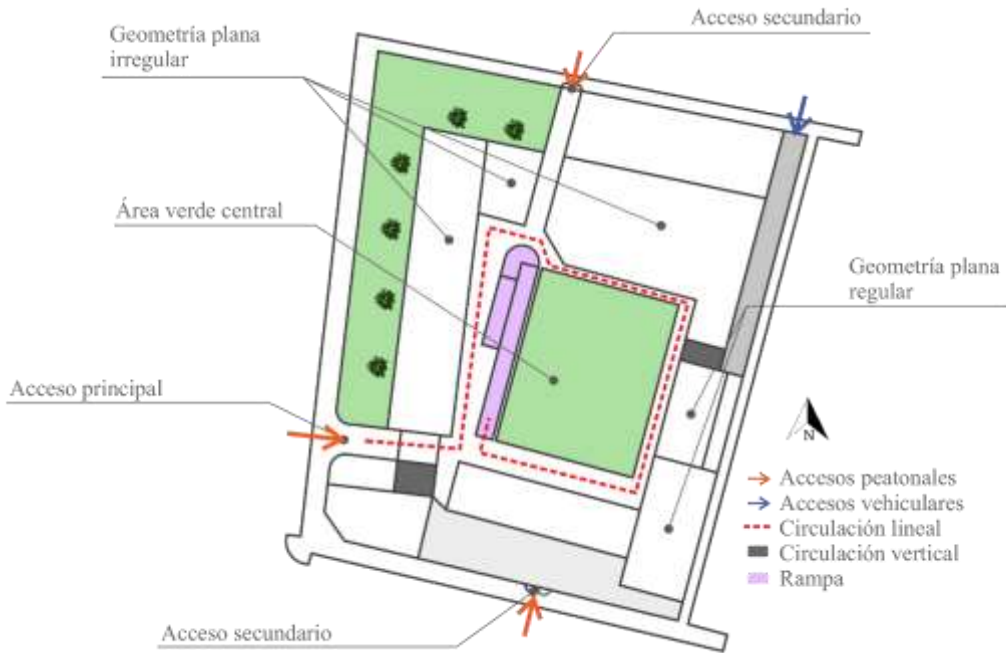 Acceso secundario
Geometría plana
irregular
Área verde central
Geometría plana
regular
Acceso principal
N
Accesos peatonales
Accesos vehiculares
Circulación lineal
Circulación vertical
Rampa
Acceso secundario